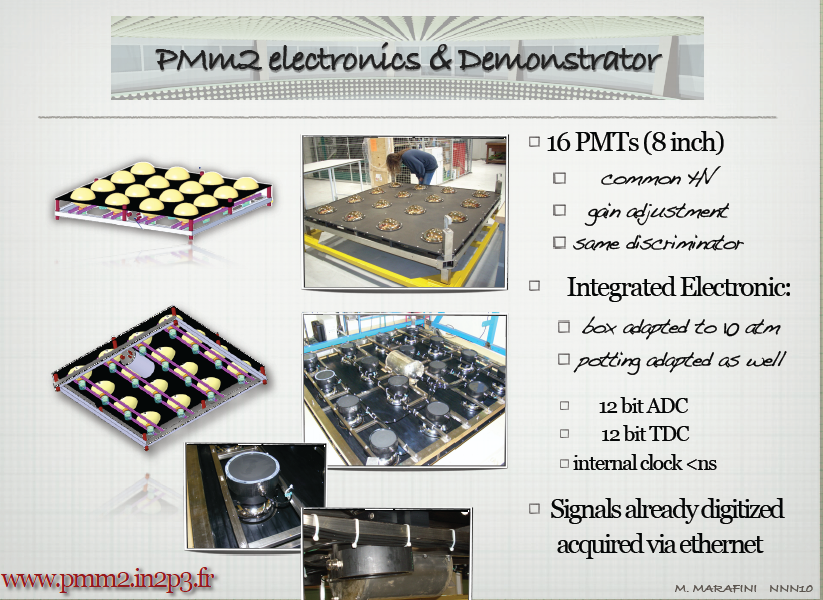 PMm2 electronics & Demonstrator
16 PMTs (8 inch)
common HV
gain adjustment
same discriminator
Integrated Electronic:
box adapted to 10 atm
potting adapted as well
12 bit ADC
12 bit TDC
internal clock <ns
Signals already digitized
acquired via ethernet
www.pmm2.in2p3.fr
M. MARAFINI NNN10